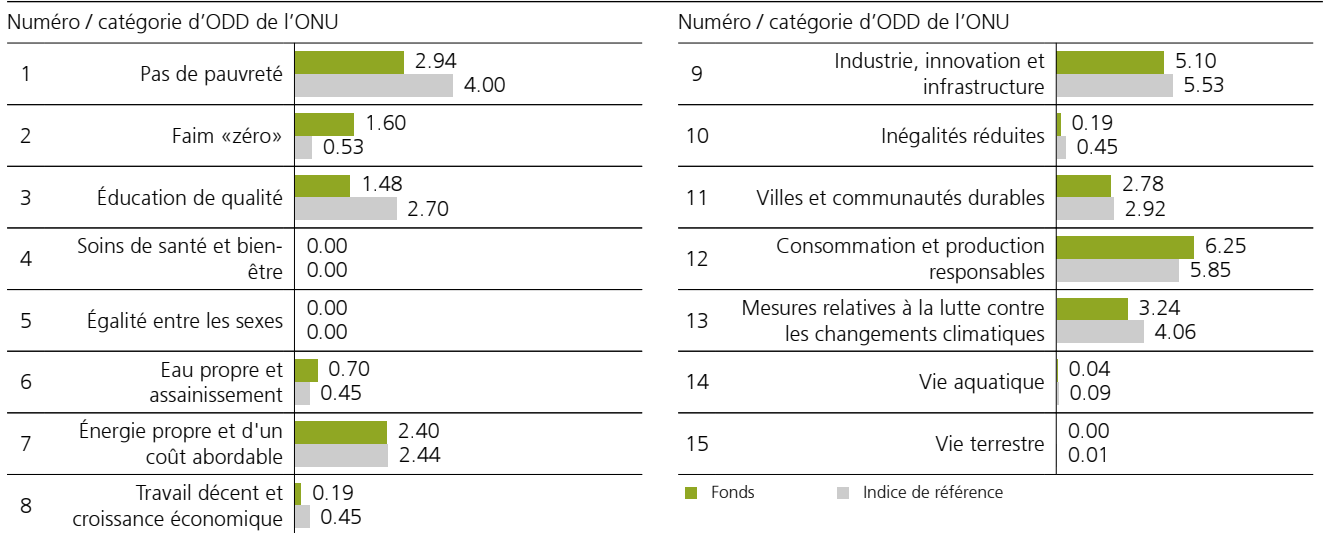 Numéro / catégorie d’ODD de l’ONU
1 Pas de pauvreté 2.94
4.00
2 Faim «zéro» 1.60
0.53
3 Éducation de qualité 1.48
2.70
4 Soins de santé et bien-
être
0.00
0.00
5 Égalité entre les sexes 0.00
0.00
6 Eau propre et
assainissement
0.70
0.45
7 Énergie propre et d'un
coût abordable
2.40
2.44
8 Travail décent et
croissance économique
0.19
0.45
Numéro / catégorie d’ODD de l’ONU
9 Industrie, innovation et
infrastructure
5.10
5.53
10 Inégalités réduites 0.19
0.45
11 Villes et communautés durables 2.78
2.92
12 Consommation et production
responsables
6.25
5.85
13 Mesures relatives à la lutte contre
les changements climatiques
3.24
4.06
14 Vie aquatique 0.04
0.09
15 Vie terrestre 0.00
0.01
Fonds Indice de référence